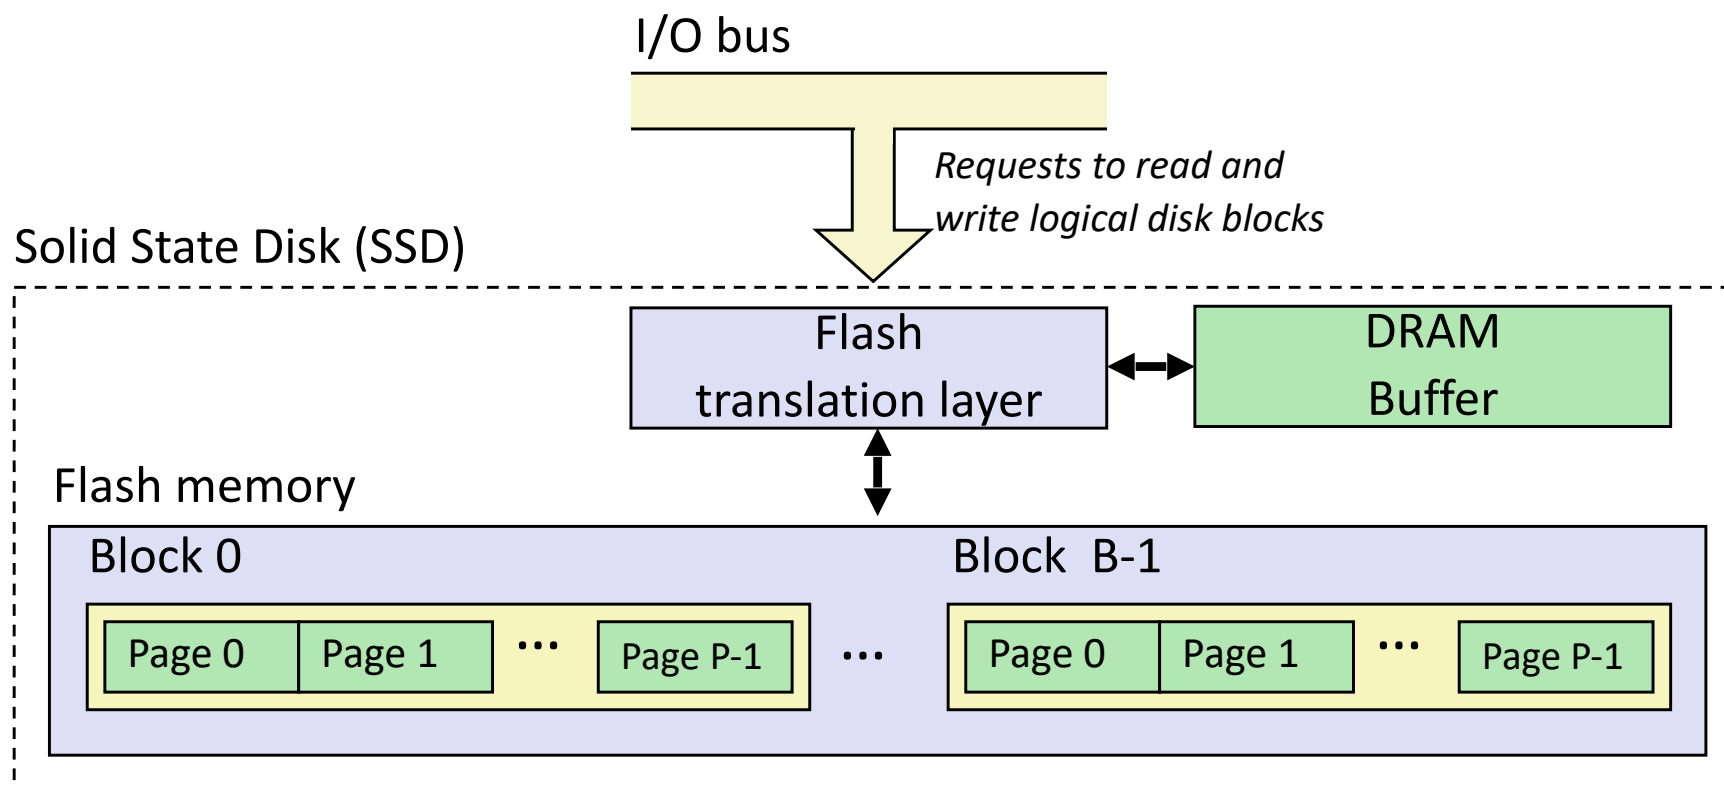 I/O bus
Requests to read and
write logical disk blocks
Solid State Disk (SSD)
Flash
translation layer
DRAM
Buffer
Flash memory
Block 0
Block B-1
Page 0
Page 1
...
Page P-1
...
Page 0
Page 1
...
Page P-1